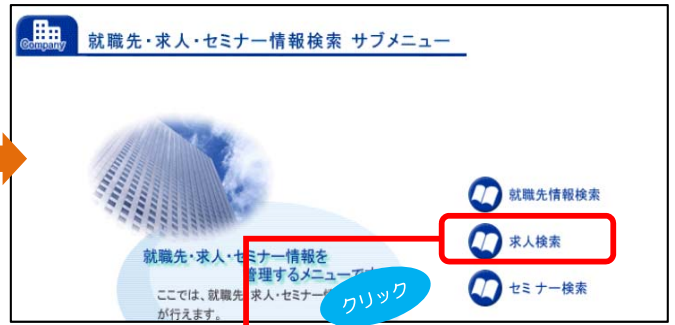 Company
就職先・求人・セミナー情報検索 サブメニュー
就職先情報検索
求人検索
セミナー検索
就職先・求人・セミナー情報を
管理するメニューです
ここでは、就職先 求人・セミナー情
が行えます。
クリック